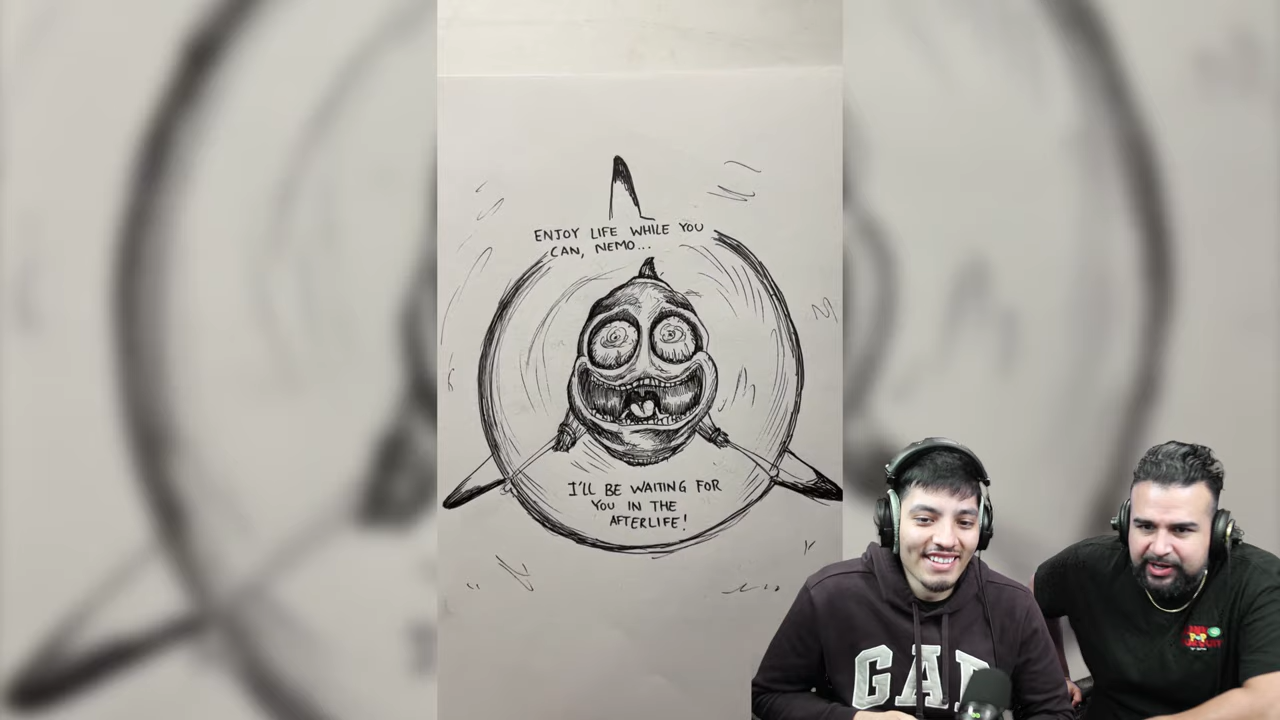 ENJOY LIFE WHILE YOU
CAN, NEMO...
I'LL BE WAITING FOR
YOU IN THE
AFTERLIFE!
GAP